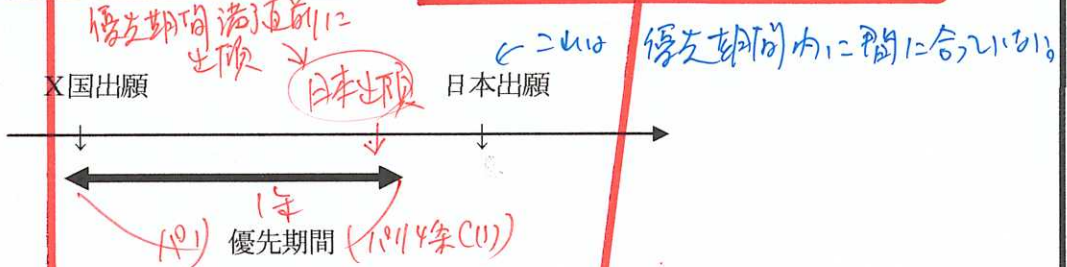 優先期間満了直前に
出願
← これは 優先期間内に間に合っていない。
X国出願
日本出願
日本出願
1年
(パリ) 優先期間 (パリ4条C(1))